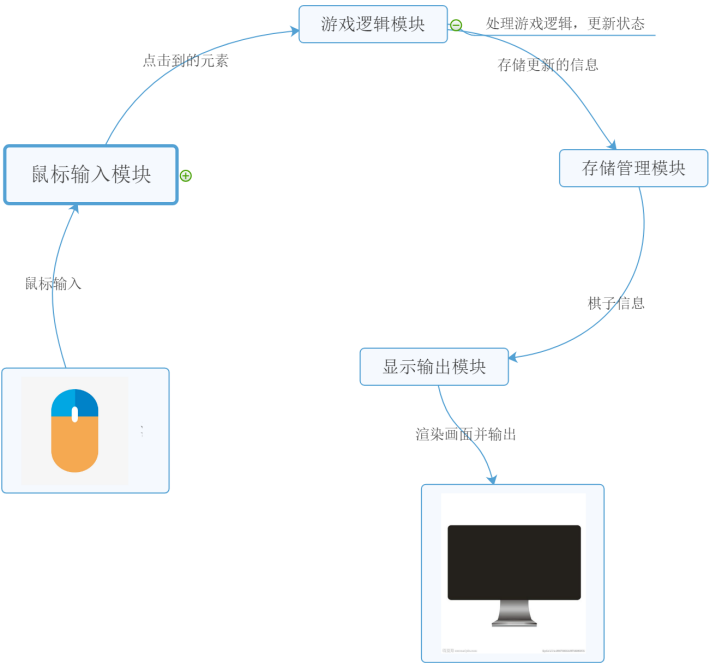 游戏逻辑模块
处理游戏逻辑，更新状态
点击到的元素
存储更新的信息
鼠标输入模块
存储管理模块
鼠标输入
棋子信息
显示输出模块
渲染画面并输出